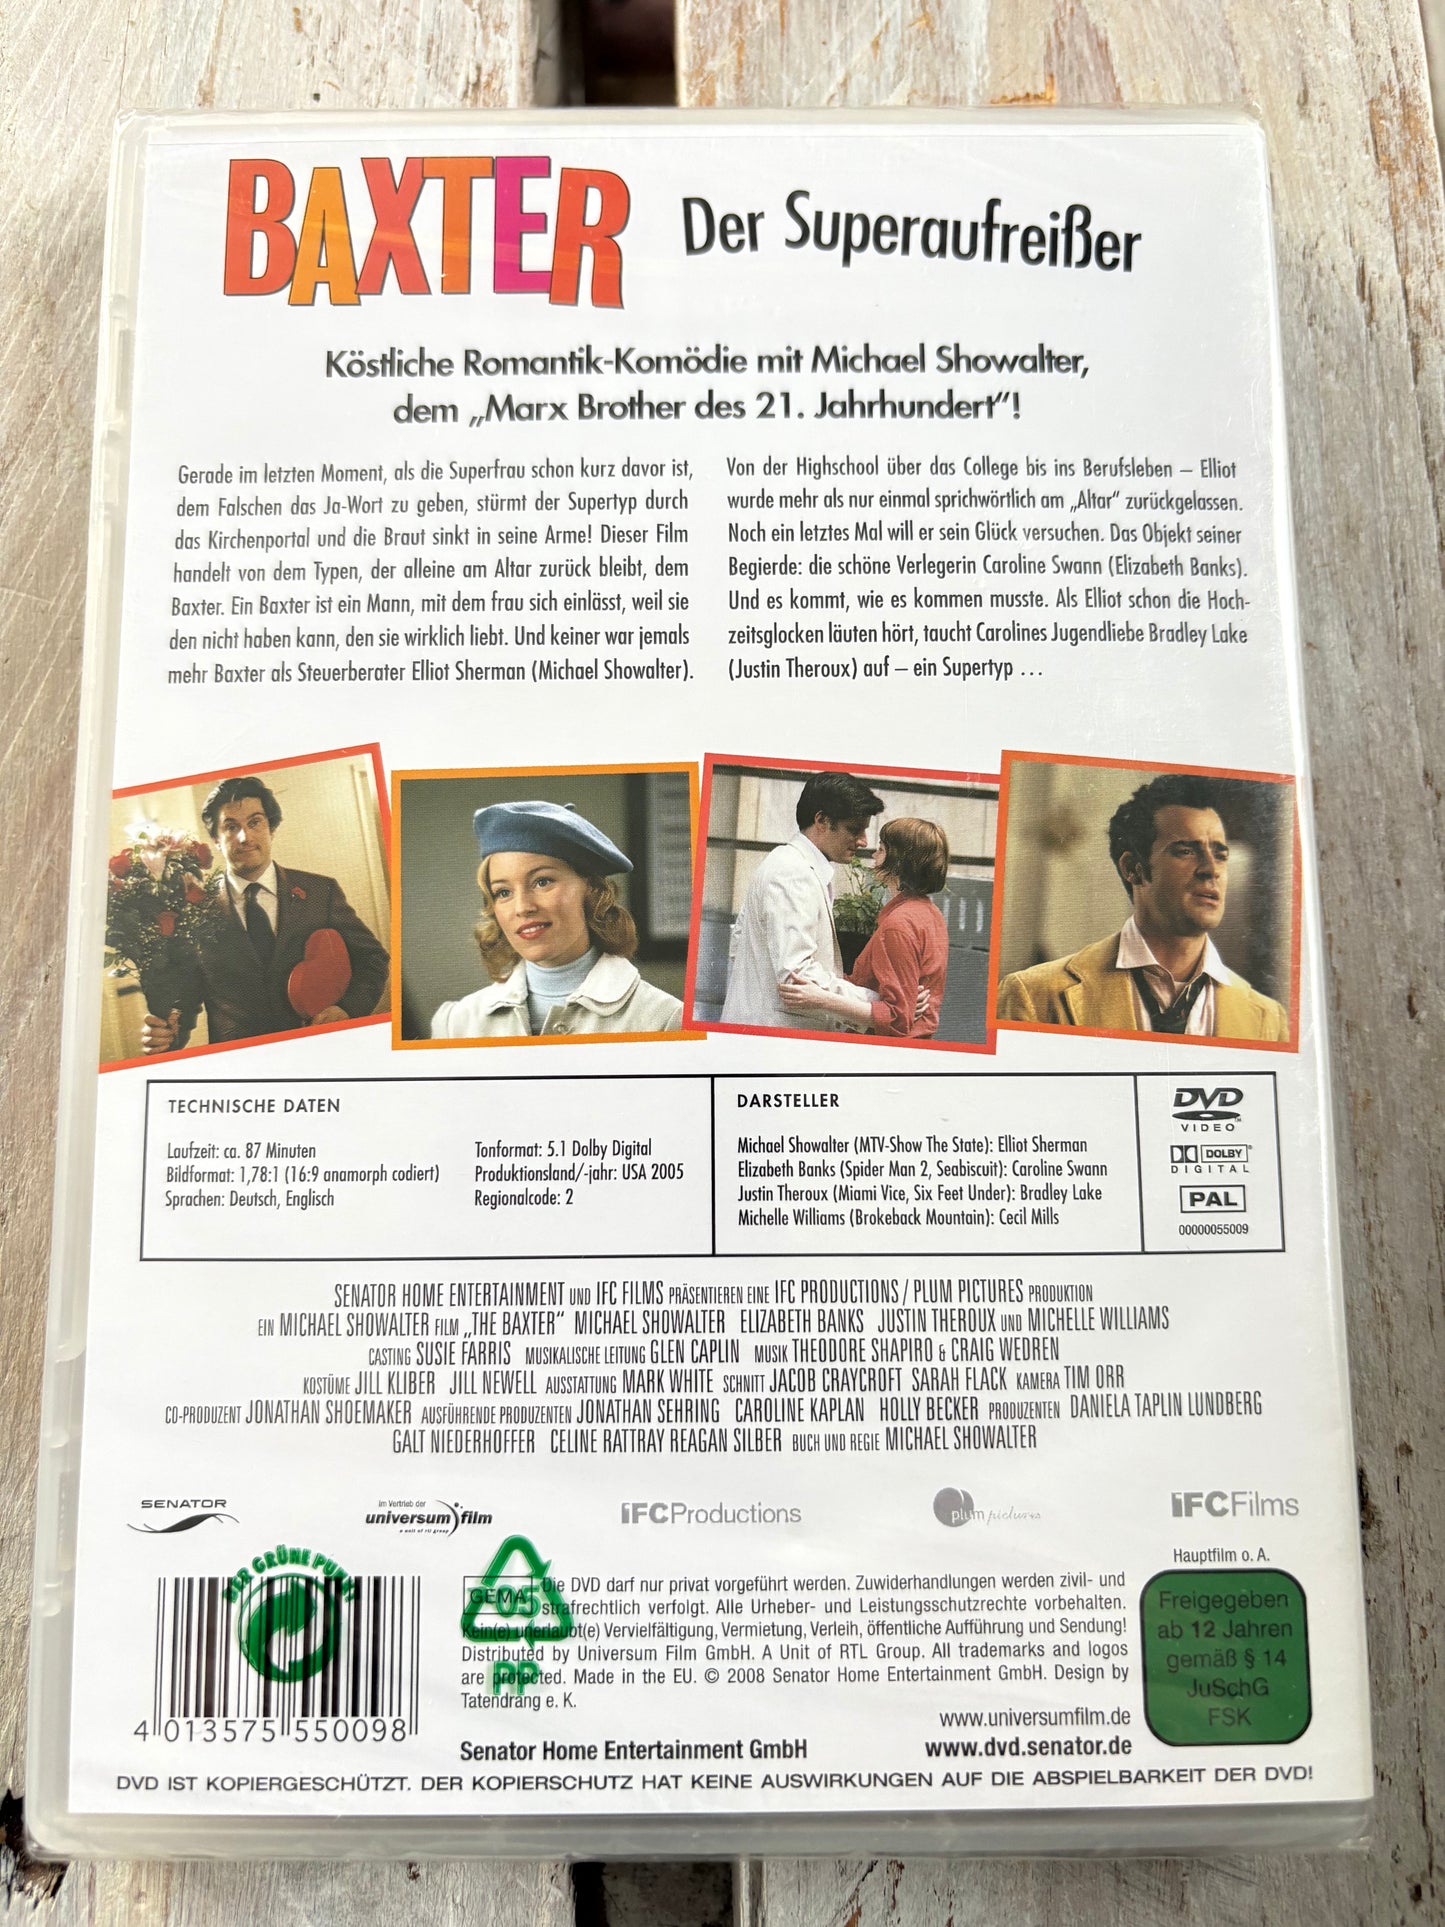 BAXTER Der Superaufreißer
Köstliche Romantik-Komödie mit Michael Showalter,
dem „Marx Brother des 21. Jahrhundert“!
Gerade im letzten Moment, als die Superfrau schon kurz davor ist,
dem Falschen das Ja-Wort zu geben, stürmt der Supertyp durch
das Kirchenportal und die Braut sinkt in seine Arme! Dieser Film
handelt von dem Typen, der alleine am Altar zurück bleibt, dem
Baxter. Ein Baxter ist ein Mann, mit dem frau sich einlässt, weil sie
den nicht haben kann, den sie wirklich liebt. Und keiner war jemals
mehr Baxter als Steuerberater Elliot Sherman (Michael Showalter).
Von der Highschool über das College bis ins Berufsleben – Elliot
wurde mehr als nur einmal sprichwörtlich am „Altar“ zurückgelassen.
Noch ein letztes Mal will er sein Glück versuchen. Das Objekt seiner
Begierde: die schöne Verlegerin Caroline Swann (Elizabeth Banks).
Und es kommt, wie es kommen musste. Als Elliot schon die Hoch-
zeitsglocken läuten hört, taucht Carolines Jugendliebe Bradley Lake
(Justin Theroux) auf – ein Supertyp ...
TECHNISCHE DATEN
Laufzeit: ca. 87 Minuten
Bildformat: 1,78:1 (16:9 anamorph codiert)
Sprachen: Deutsch, Englisch
Tonformat: 5.1 Dolby Digital
Produktionsland/-jahr: USA 2005
Regionalcode: 2
DARSTELLER
Michael Showalter (MTV-Show The State): Elliot Sherman
Elizabeth Banks (Spider Man 2, Seabiscuit): Caroline Swann
Justin Theroux (Miami Vice, Six Feet Under): Bradley Lake
Michelle Williams (Brokeback Mountain): Cecil Mills
DVD
VIDEO
DOLBY
DIGITAL
PAL
00000055009
SENATOR HOME ENTERTAINMENT UND IFC FILMS PRÄSENTIEREN EINE IFC PRODUCTIONS / PLUM PICTURES PRODUKTION
EIN MICHAEL SHOWALTER FILM „THE BAXTER“ MICHAEL SHOWALTER ELIZABETH BANKS JUSTIN THEROUX UND MICHELLE WILLIAMS
CASTING SUSIE FARRIS MUSIKALISCHE LEITUNG GLEN CAPLIN MUSIK THEODORE SHAPIRO & CRAIG WEDREN
KOSTÜME JILL KLIBER JILL NEWELL AUSSTATTUNG MARK WHITE SCHNITT JACOB CRAYCROFT SARAH FLACK KAMERA TIM ORR
CO-PRODUZENT JONATHAN SHOEMAKER AUSFÜHRENDE PRODUZENTEN JONATHAN SEHRING CAROLINE KAPLAN HOLLY BECKER PRODUZENTEN DANIELA TAPLIN LUNDBERG
GALT NIEDERHOFFER CELINE RATTRAY REAGAN SILBER BUCH UND REGIE MICHAEL SHOWALTER
SENATOR
im Vertrieb der
universum film
a unit of rtl group
IFCProductions
plum pictures
IFCFilms
DER GRÜNE PUNKT
4 013575 550098
05
PP
GEMA
Die DVD darf nur privat vorgeführt werden. Zuwiderhandlungen werden zivil- und
strafrechtlich verfolgt. Alle Urheber- und Leistungsschutzrechte vorbehalten.
Kein(e) unerlaubt(e) Vervielfältigung, Vermietung, Verleih, öffentliche Aufführung und Sendung!
Distributed by Universum Film GmbH. A Unit of RTL Group. All trademarks and logos
are protected. Made in the EU. © 2008 Senator Home Entertainment GmbH. Design by
Tatendrang e. K.
www.universumfilm.de
Senator Home Entertainment GmbH www.dvd.senator.de
Hauptfilm o. A.
Freigegeben
ab 12 Jahren
gemäß § 14
JuSchG
FSK
DVD IST KOPIERGESCHÜTZT. DER KOPIERSCHUTZ HAT KEINE AUSWIRKUNGEN AUF DIE ABSPIELBARKEIT DER DVD!